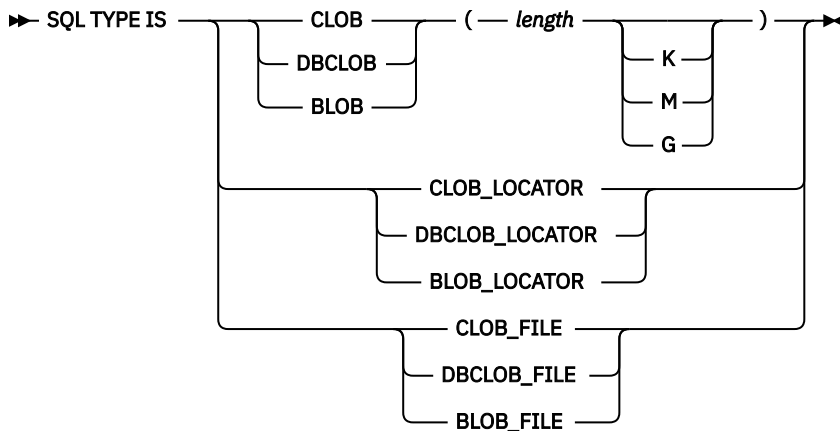 SQL TYPE IS CLOB ( length )
DBCLOB K
BLOB M
G
CLOB_LOCATOR
DBCLOB_LOCATOR
BLOB_LOCATOR
CLOB_FILE
DBCLOB_FILE
BLOB_FILE